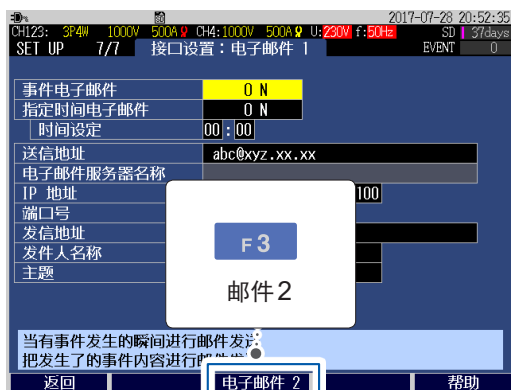 2017-07-28 20:52:35
CH123: 3P4W 1000V 500A CH4:1000V 500A U:230V f:50Hz SD 37days
SET UP 7/7 接口设置：电子邮件 1 EVENT 0
事件电子邮件 ON
指定时间电子邮件 ON
时间设定 00:00
送信地址 abc@xyz.xx.xx
电子邮件服务器名称
IP 地址 100
端口号
发信地址
发件人名称
主题
F3
邮件2
当有事件发生的瞬间进行邮件发送
把发生了的事件内容进行
返回 电子邮件 2 帮助